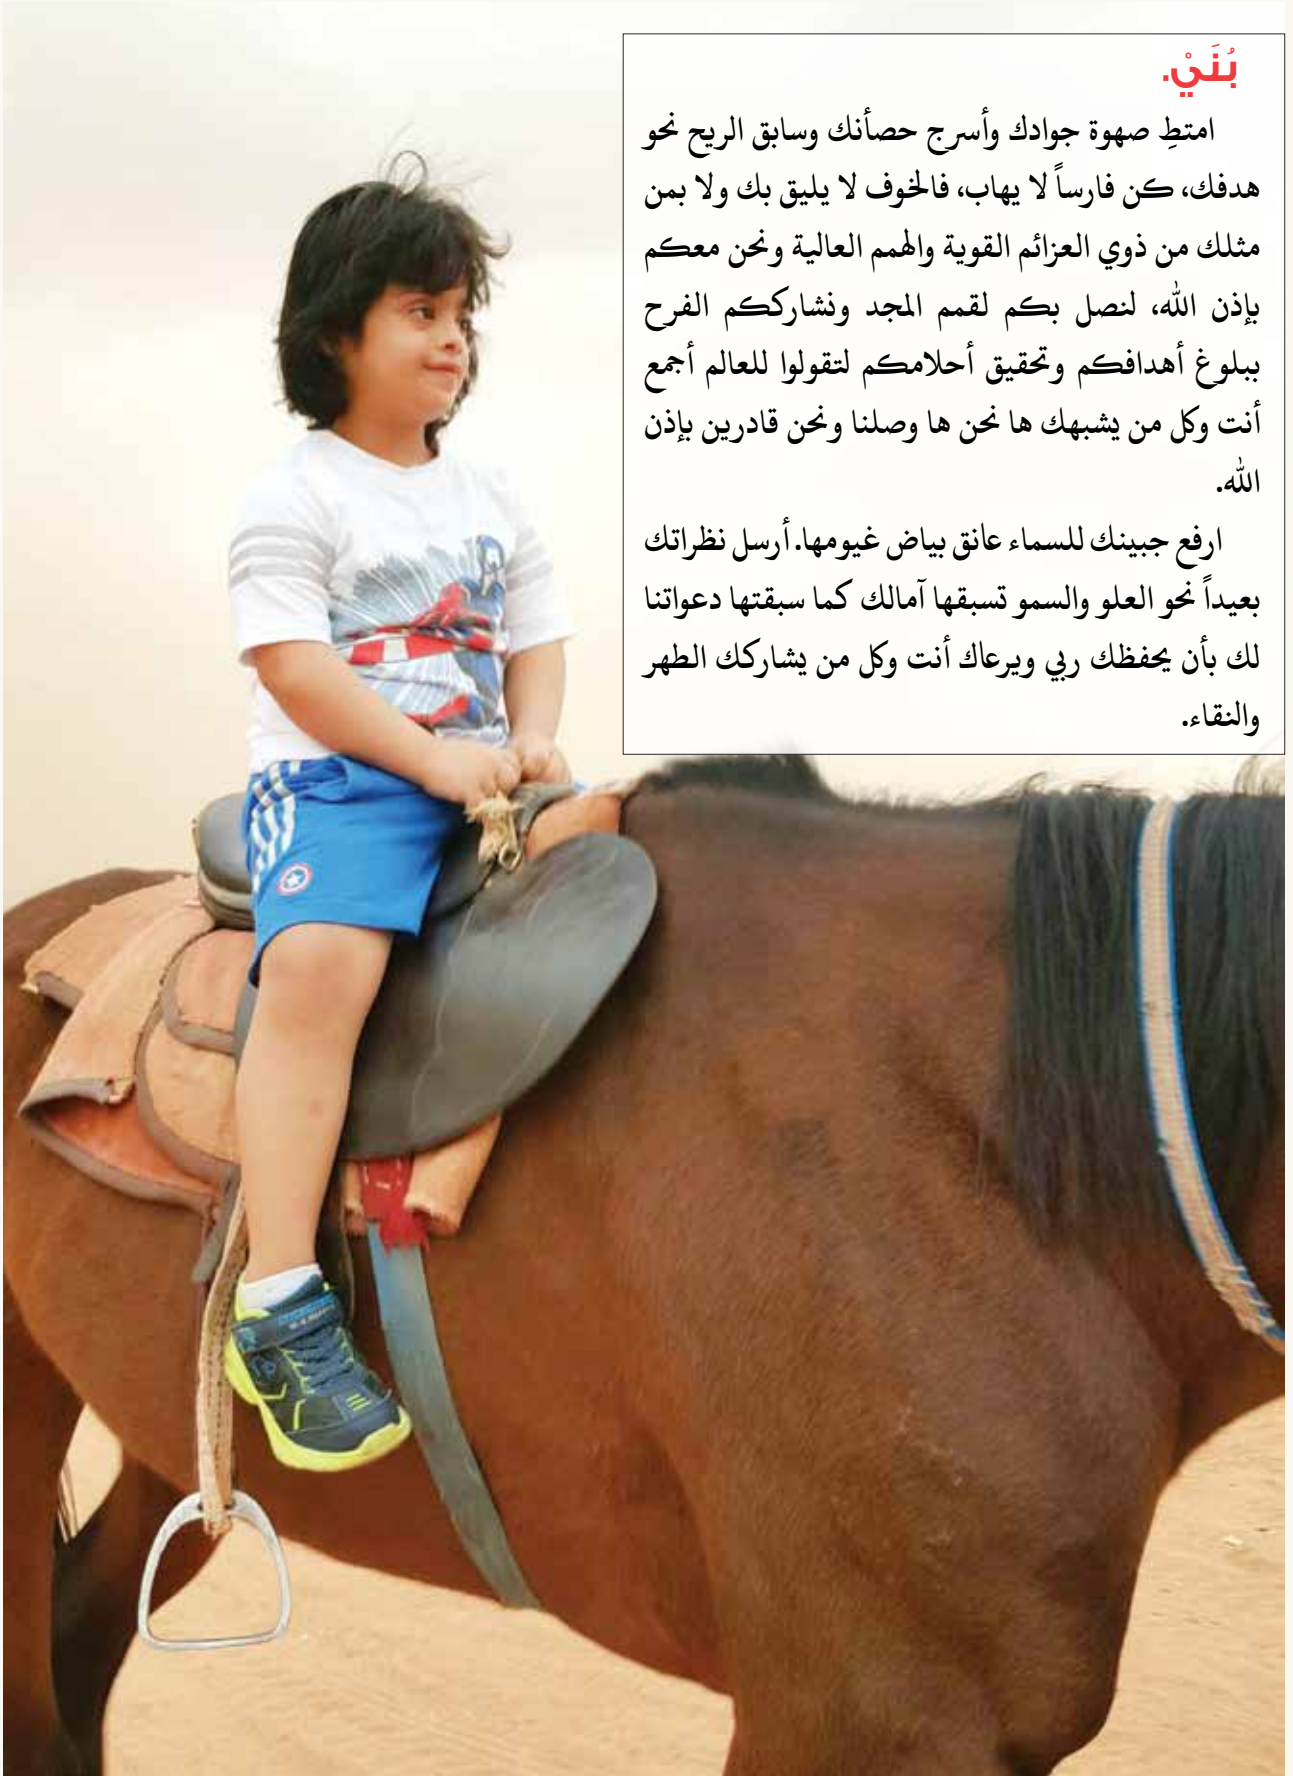 بُنَيْ.
امتطِ صهوة جوادك وأسرج حصأنك وسابق الريح نحو
هدفك، كن فارساً لا يهاب، فالخوف لا يليق بك ولا بمن
مثلك من ذوي العزائم القوية والهمم العالية ونحن معكم
بإذن الله، لنصل بكم لقمم المجد ونشارككم الفرح
ببلوغ أهدافكم وتحقيق أحلامكم لتقولوا للعالم أجمع
أنت وكل من يشبهك ها نحن ها وصلنا ونحن قادرين بإذن
الله.
ارفع جبينك للسماء عانق بياض غيومها. أرسل نظراتك
بعيداً نحو العلو والسمو تسبقها آمالك كما سبقتها دعواتنا
لك بأن يحفظك ربي ويرعاك أنت وكل من يشاركك الطهر
والنقاء.